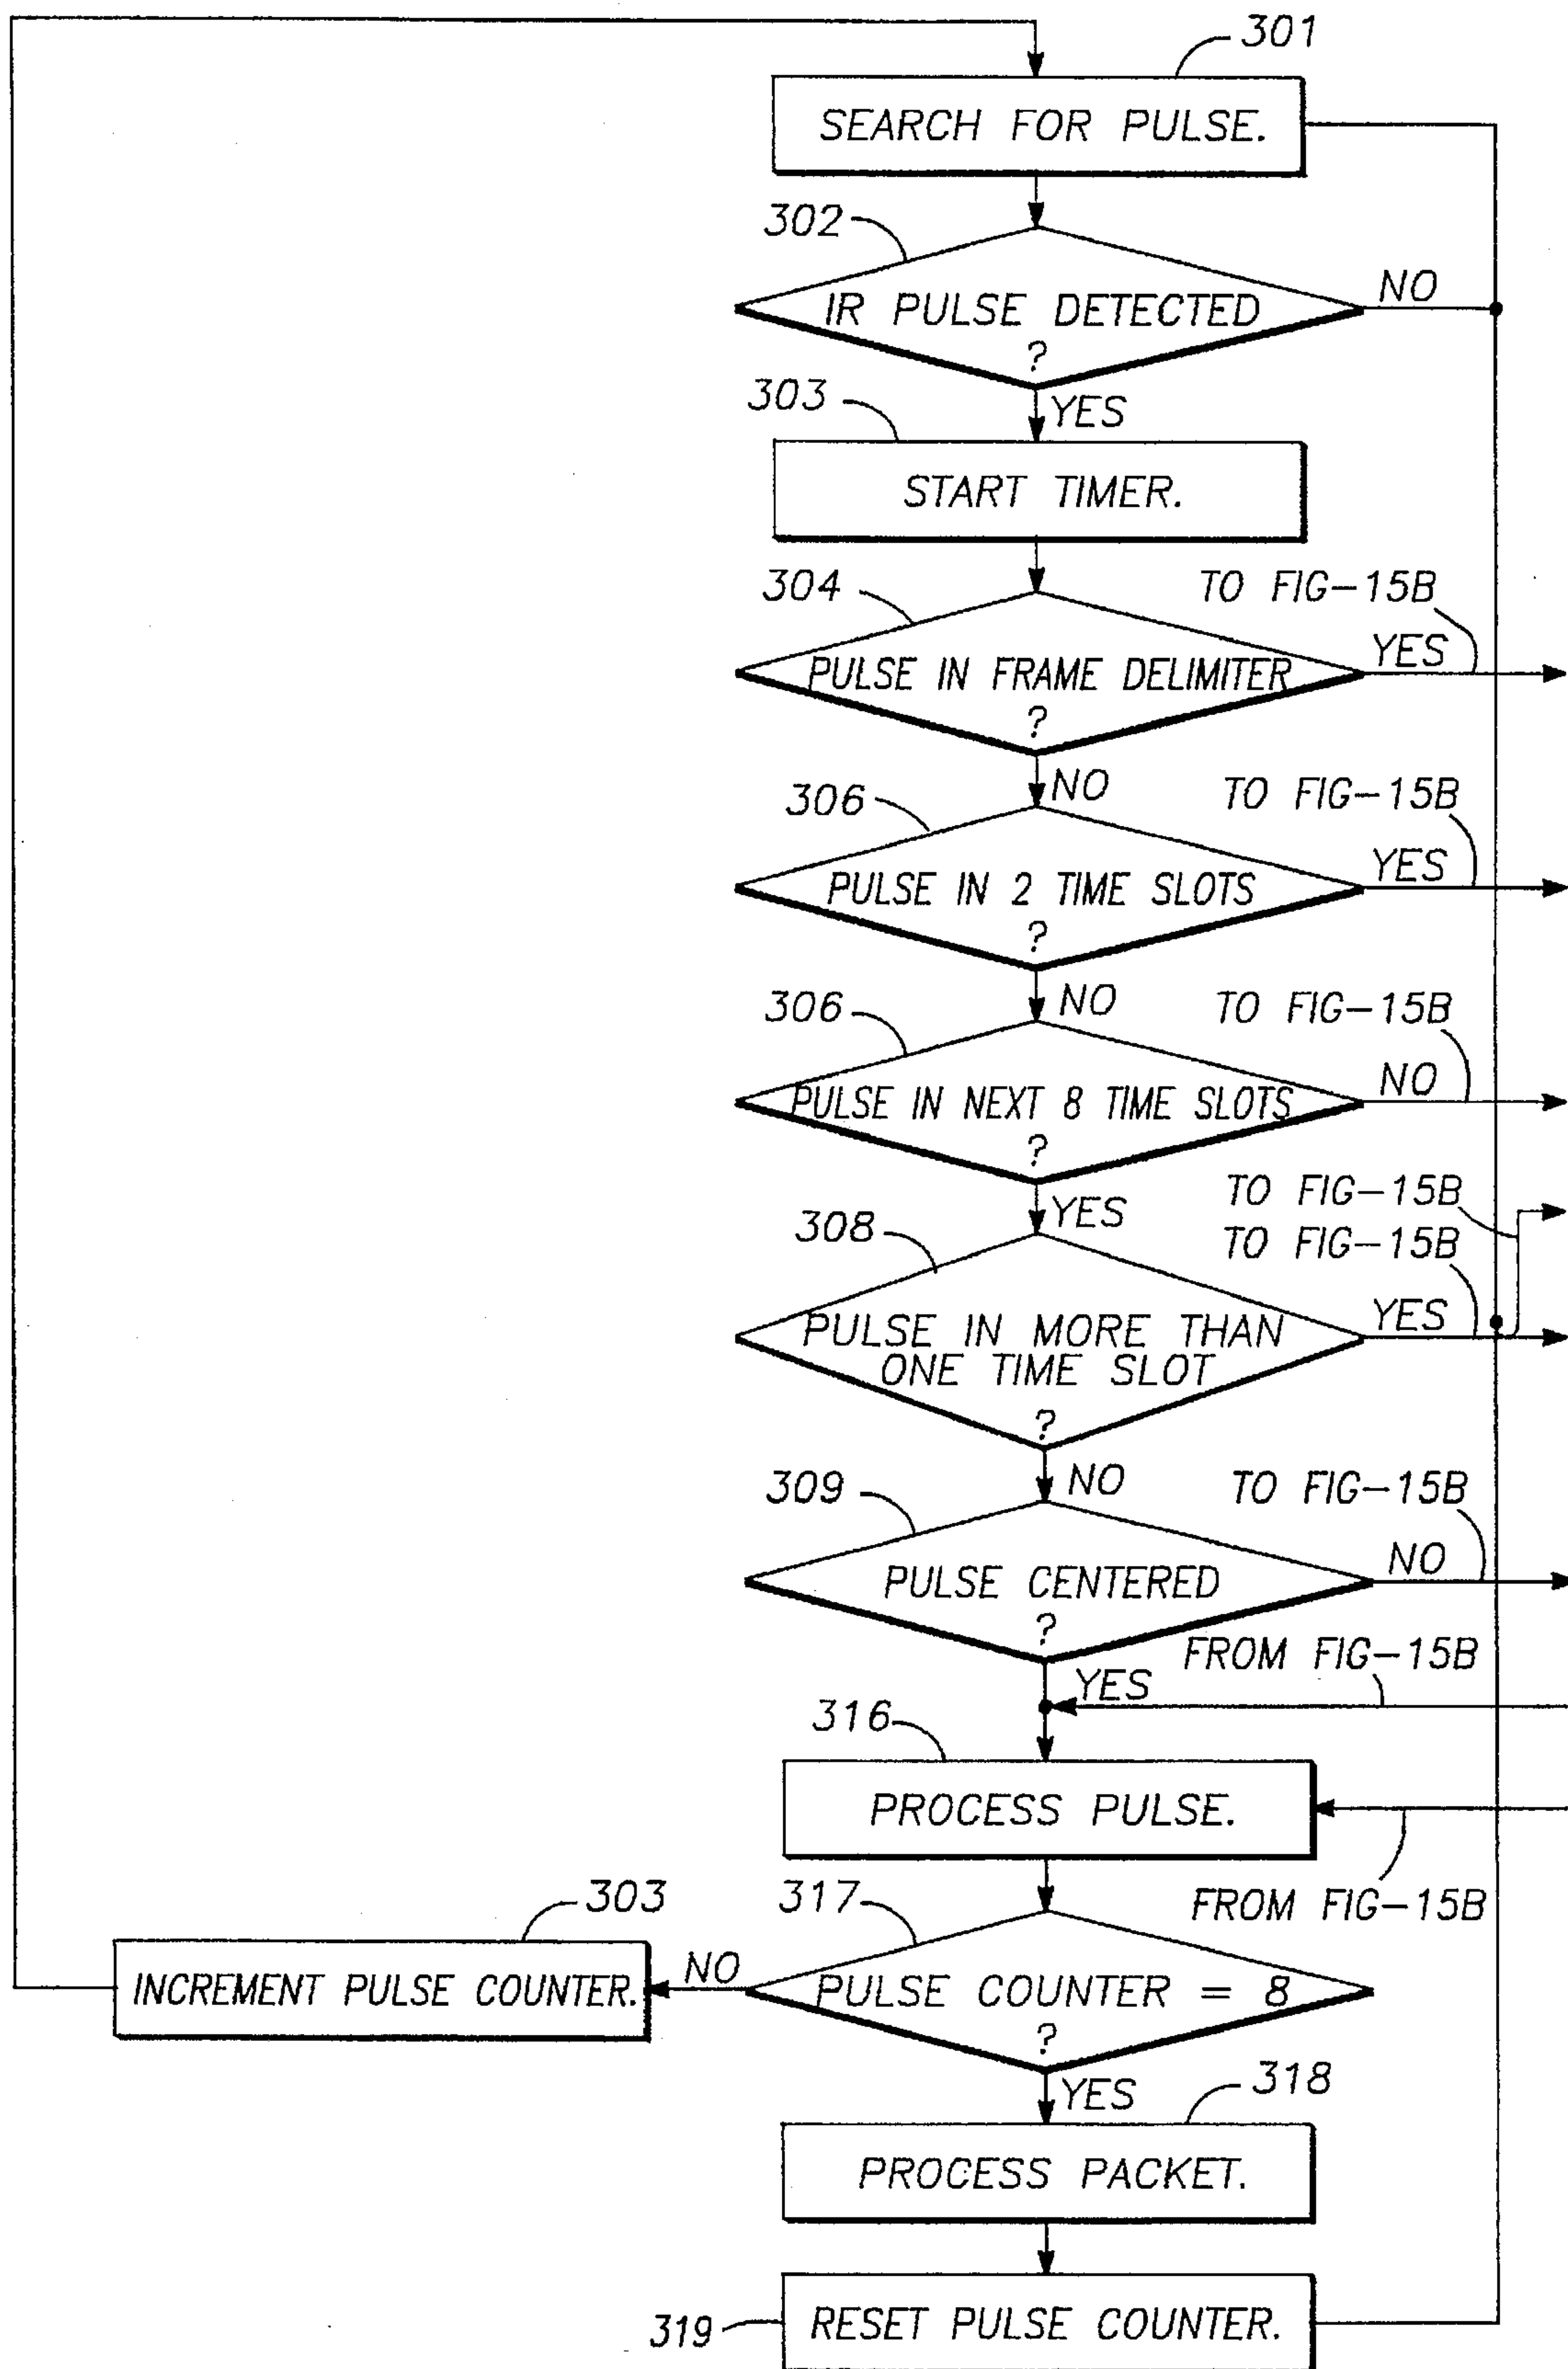 301
SEARCH FOR PULSE.
302
IR PULSE DETECTED
?
NO
YES
303
START TIMER.
304
TO FIG-15B
PULSE IN FRAME DELIMITER
?
YES
NO
306
TO FIG-15B
PULSE IN 2 TIME SLOTS
?
YES
NO
306
TO FIG-15B
PULSE IN NEXT 8 TIME SLOTS
?
NO
YES
TO FIG-15B
308
TO FIG-15B
PULSE IN MORE THAN
ONE TIME SLOT
?
YES
NO
309
TO FIG-15B
PULSE CENTERED
?
NO
FROM FIG-15B
YES
316
PROCESS PULSE.
FROM FIG-15B
303
317
INCREMENT PULSE COUNTER.
NO
PULSE COUNTER = 8
?
YES
318
PROCESS PACKET.
319
RESET PULSE COUNTER.